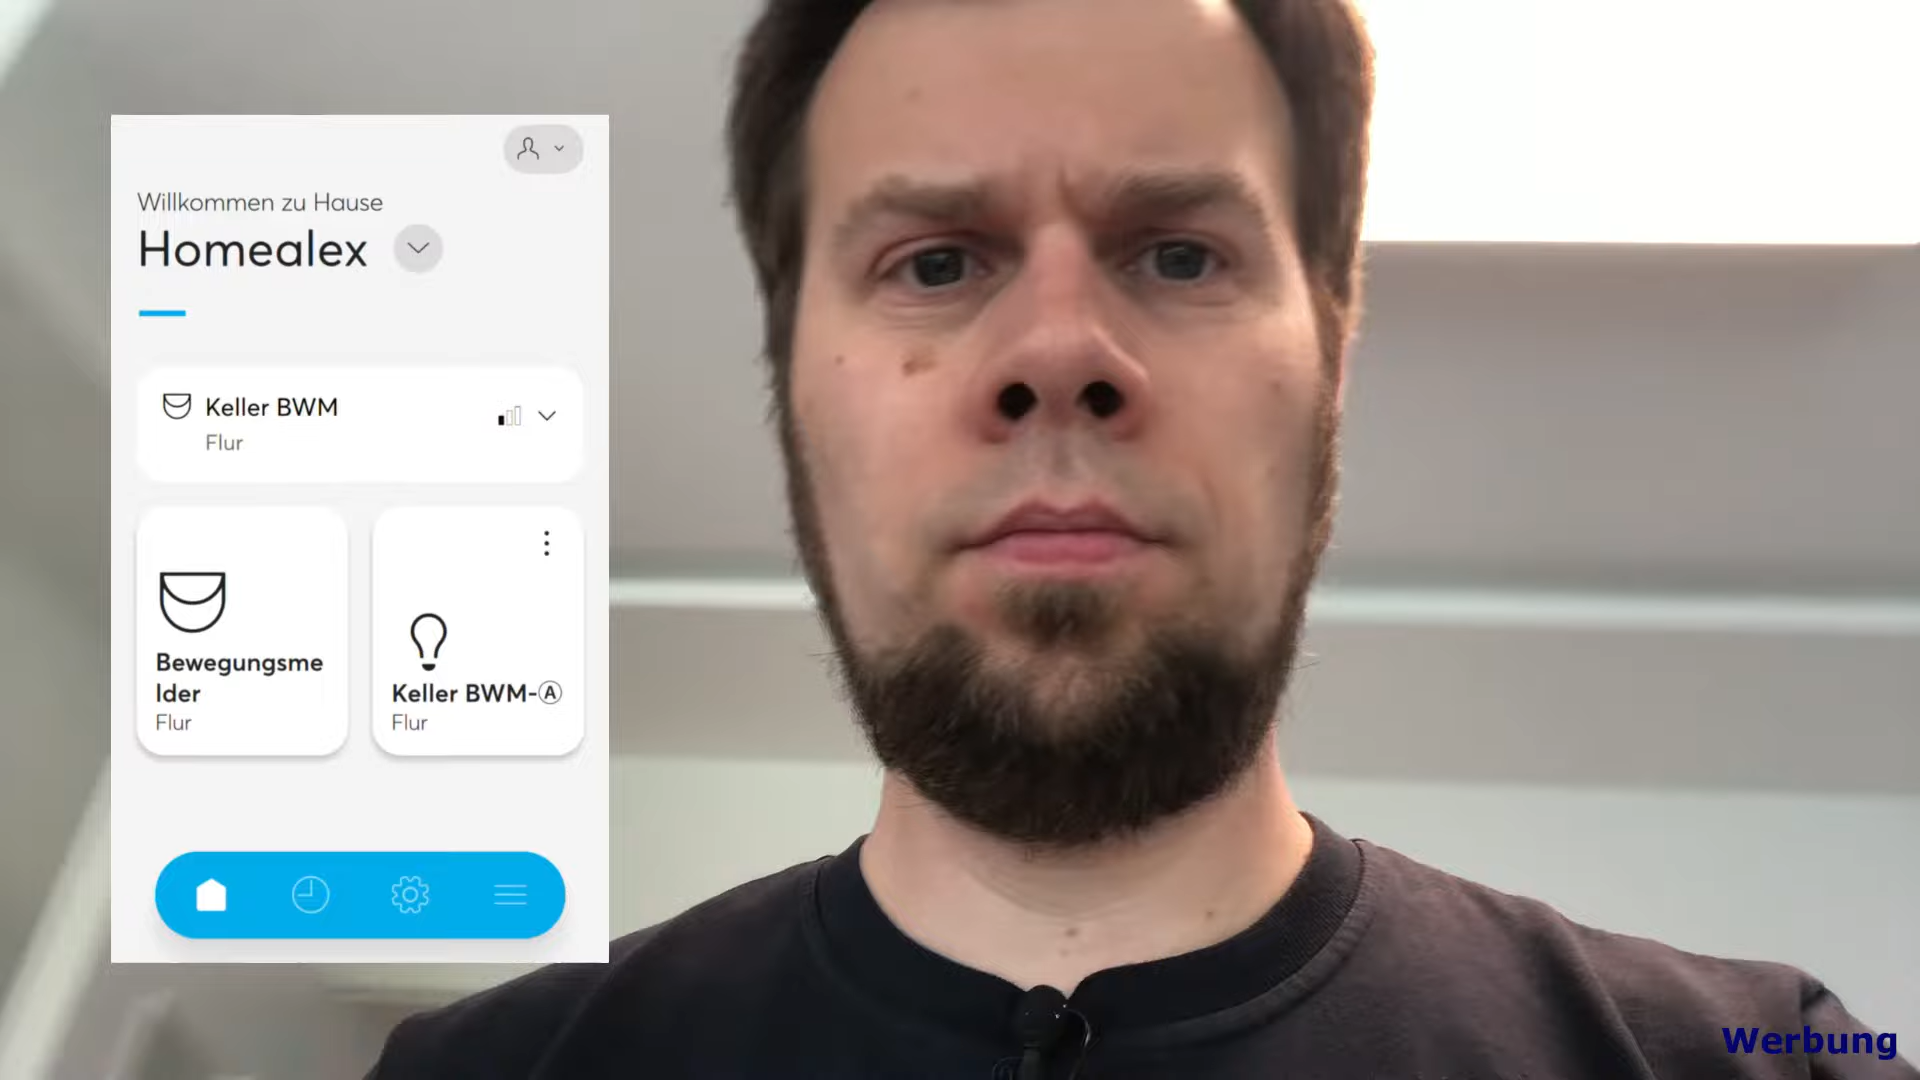 Willkommen zu Hause
Homealex
Keller BWM
Flur
Bewegungsme
lder
Flur
Keller BWM-Ⓐ
Flur
Werbung